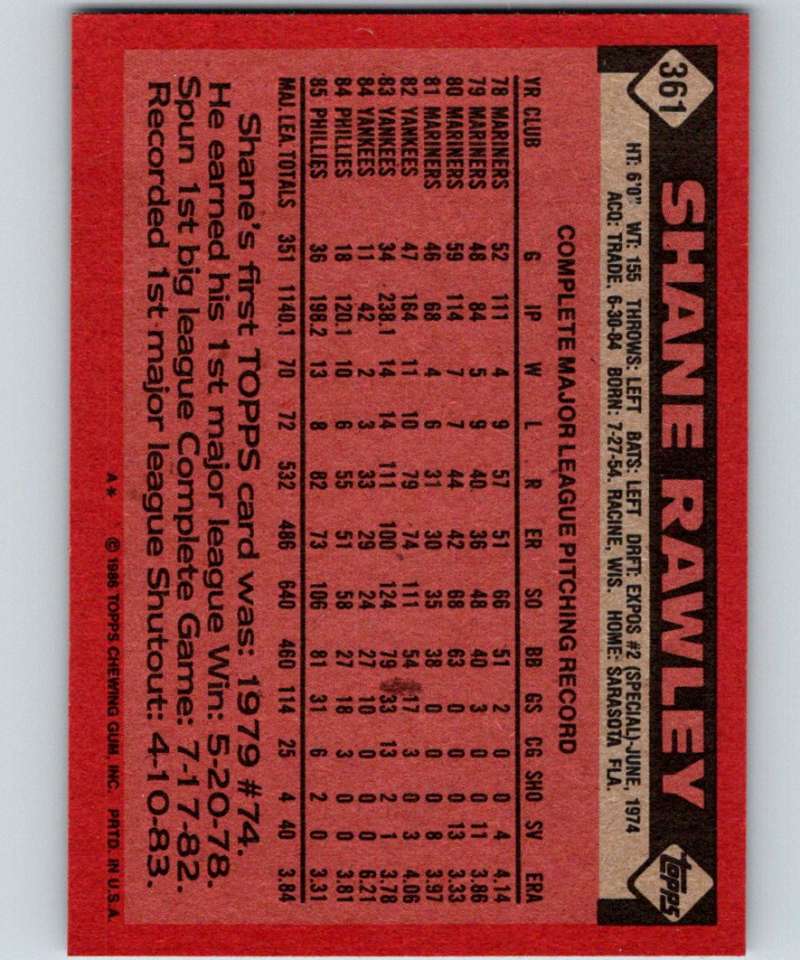 361 SHANE RAWLEY TOPPS
HT: 6'0" WT: 155 THROWS: LEFT BATS: LEFT DRFT: EXPOS #2 (SPECIAL)-JUNE, 1974
ACQ: TRADE, 6-30-84 BORN: 7-27-54, RACINE, WIS. HOME: SARASOTA FLA.
COMPLETE MAJOR LEAGUE PITCHING RECORD
YR CLUB G IP W L R ER SO BB GS CG SHO SV ERA
78 MARINERS 52 111 4 9 57 51 66 51 2 0 0 4 4.14
79 MARINERS 48 84 5 9 40 36 48 40 3 0 0 11 3.86
80 MARINERS 59 114 7 7 44 42 68 63 0 0 0 13 3.33
81 MARINERS 46 68 4 6 31 30 35 38 0 0 0 8 3.97
82 YANKEES 47 164 11 10 79 74 111 54 17 3 0 3 4.06
83 YANKEES 34 238.1 14 14 111 100 124 79 33 13 2 1 3.78
84 YANKEES 11 42 2 3 33 29 24 27 10 0 0 0 6.21
84 PHILLIES 18 120.1 10 6 55 51 58 27 18 3 0 0 3.81
85 PHILLIES 36 198.2 13 8 82 73 106 81 31 6 2 0 3.31
MAJ. LEA. TOTALS 351 1140.1 70 72 532 486 640 460 114 25 4 40 3.84
Shane's first TOPPS card was: 1979 #74.
He earned his 1st major league Win: 5-20-78.
Spun 1st big league Complete Game: 7-17-82.
Recorded 1st major league Shutout: 4-10-83.
A* © 1986 TOPPS CHEWING GUM, INC. PRTD. IN U.S.A.